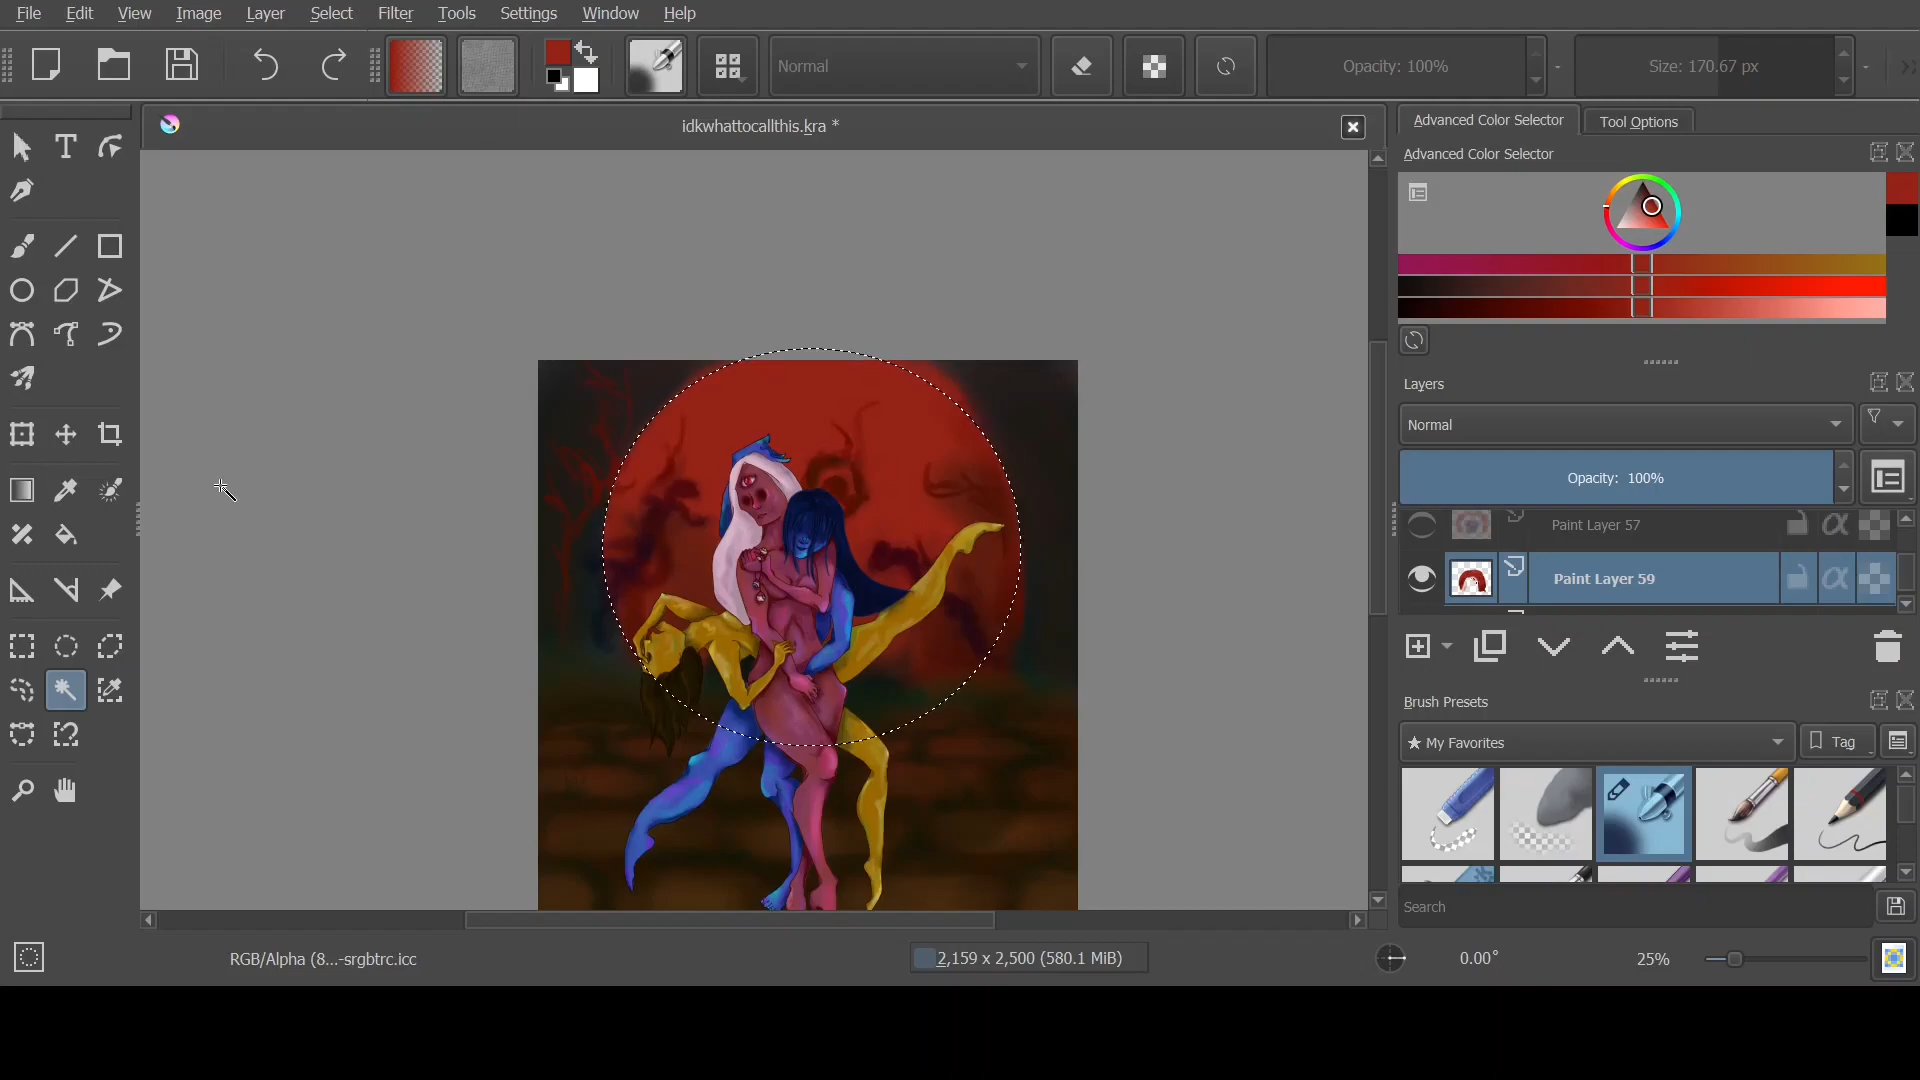 File Edit View Image Layer Select Filter Tools Settings Window Help
Normal Opacity: 100% Size: 170.67 px
idkwhattocallthis.kra *
Advanced Color Selector Tool Options
Advanced Color Selector
Layers
Normal
Opacity: 100%
Paint Layer 57
Paint Layer 59
Brush Presets
★ My Favorites Tag
Search
RGB/Alpha (8...-srgbtrc.icc 2,159 x 2,500 (580.1 MiB) 0.00° 25%